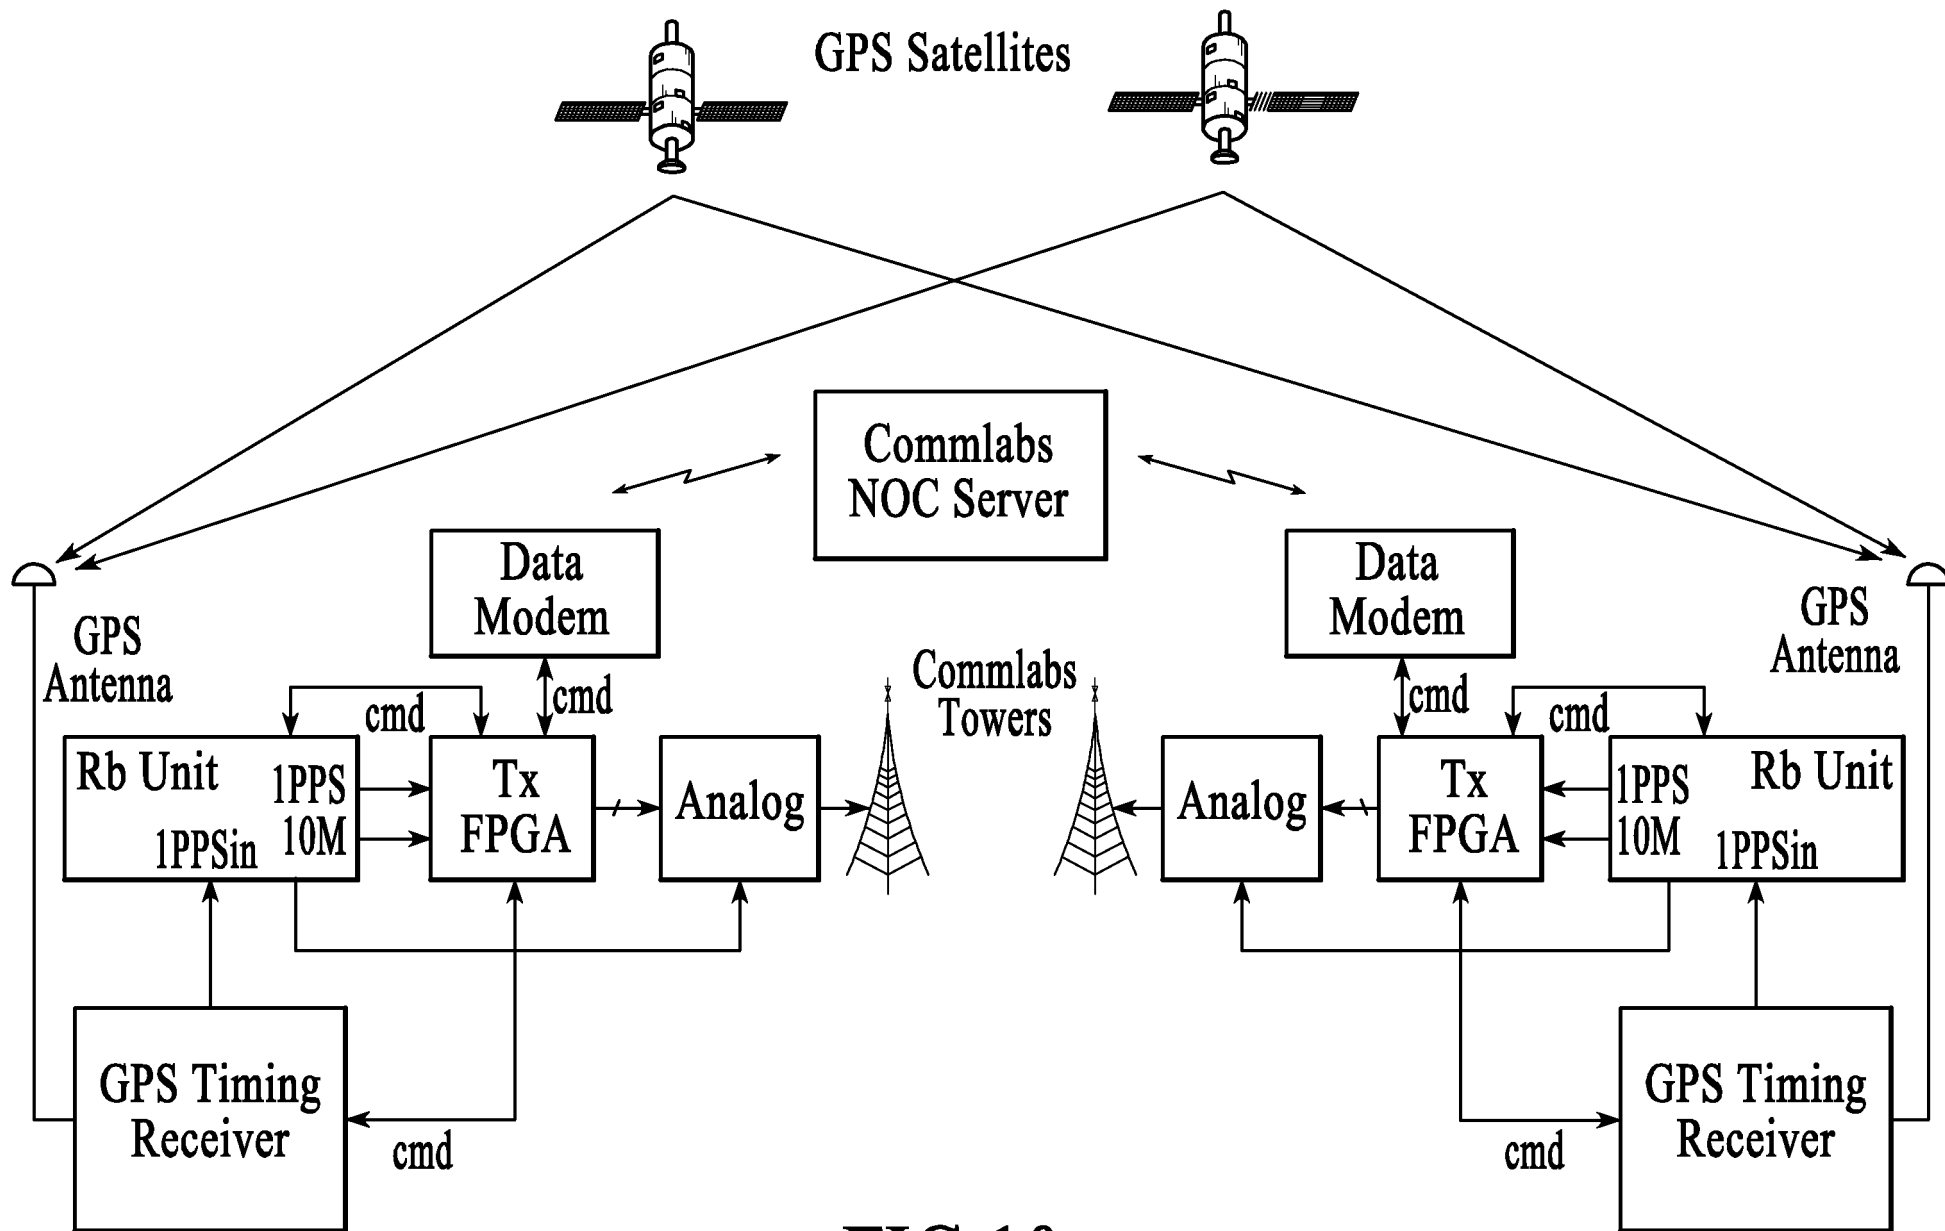 GPS Satellites
Commlabs
NOC Server
Data
Modem
Data
Modem
GPS
Antenna
GPS
Antenna
Commlabs
Towers
cmd
cmd
cmd
cmd
Rb Unit
1PPS
10M
1PPSin
Tx
FPGA
Analog
Analog
Tx
FPGA
1PPS
10M
Rb Unit
1PPSin
GPS Timing
Receiver
cmd
cmd
GPS Timing
Receiver